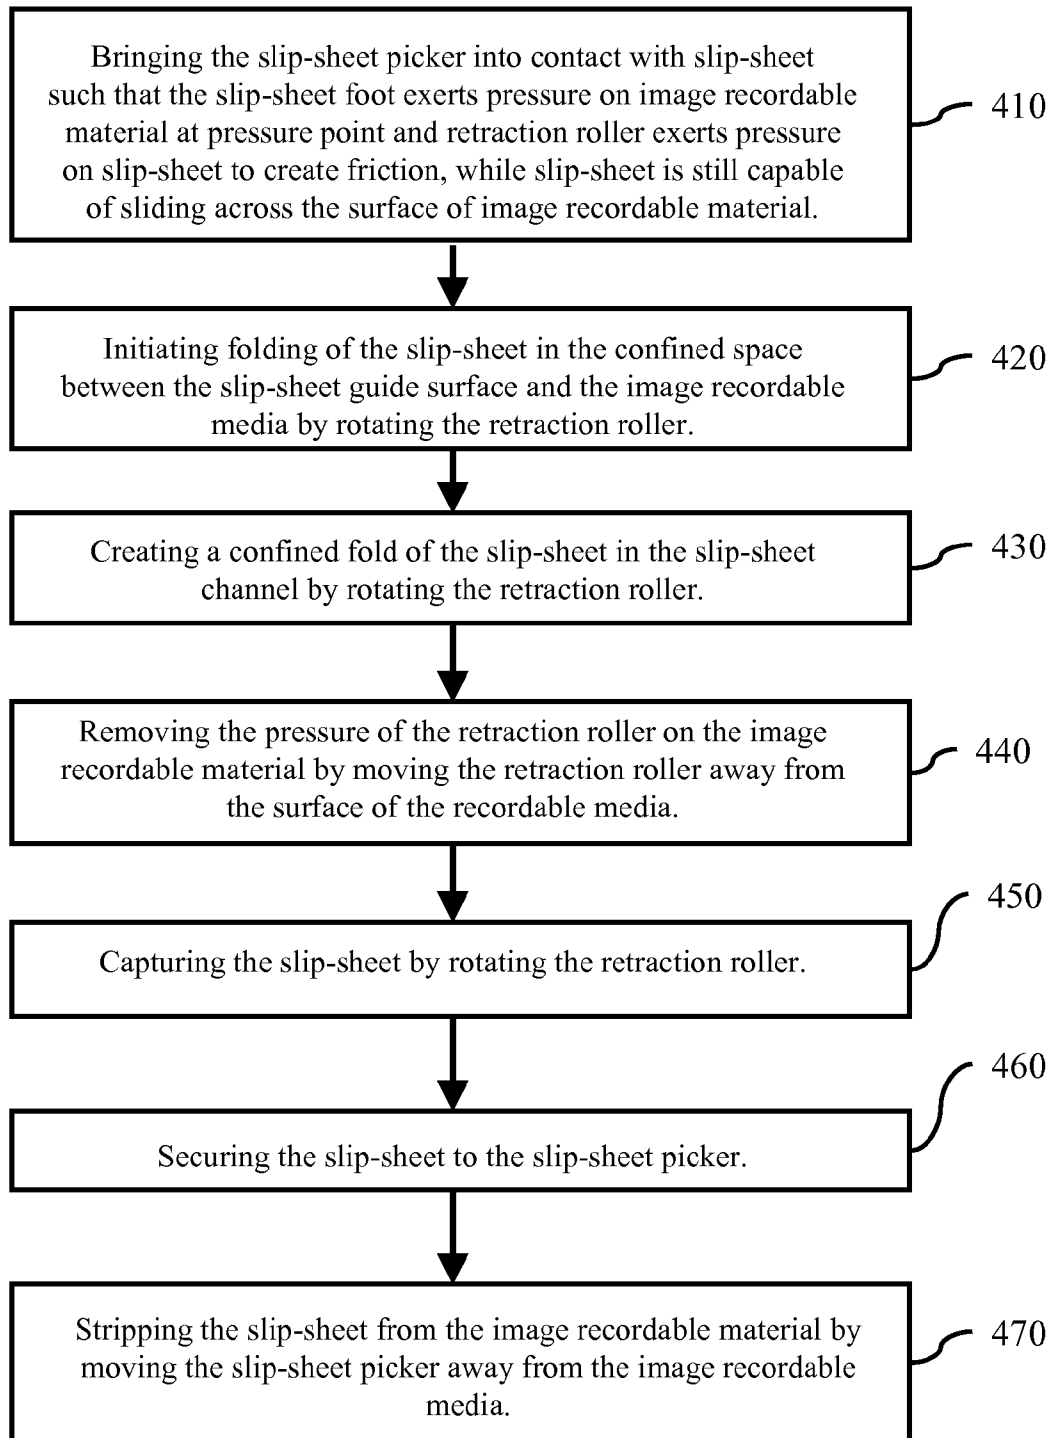 Bringing the slip-sheet picker into contact with slip-sheet
such that the slip-sheet foot exerts pressure on image recordable
material at pressure point and retraction roller exerts pressure
on slip-sheet to create friction, while slip-sheet is still capable
of sliding across the surface of image recordable material.
410
Initiating folding of the slip-sheet in the confined space
between the slip-sheet guide surface and the image recordable
media by rotating the retraction roller.
420
Creating a confined fold of the slip-sheet in the slip-sheet
channel by rotating the retraction roller.
430
Removing the pressure of the retraction roller on the image
recordable material by moving the retraction roller away from
the surface of the recordable media.
440
Capturing the slip-sheet by rotating the retraction roller.
450
Securing the slip-sheet to the slip-sheet picker.
460
Stripping the slip-sheet from the image recordable material by
moving the slip-sheet picker away from the image recordable
media.
470